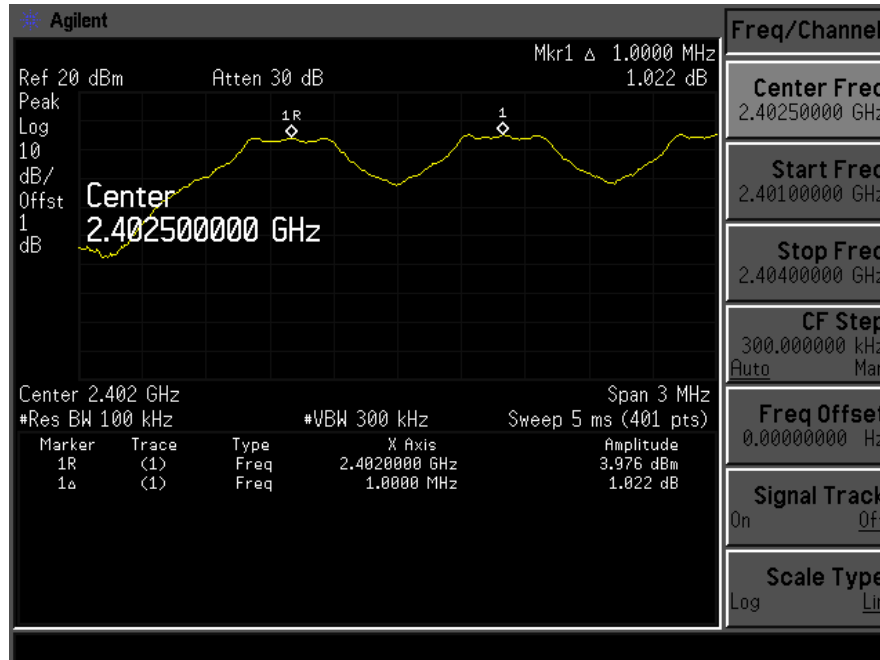 Agilent
Mkr1 Δ 1.0000 MHz
Ref 20 dBm Atten 30 dB 1.022 dB
Peak
Log
10
dB/
Offst
1
dB
1R
1
Center
2.402500000 GHz
Center 2.402 GHz Span 3 MHz
#Res BW 100 kHz #VBW 300 kHz Sweep 5 ms (401 pts)
Marker Trace Type X Axis Amplitude
1R (1) Freq 2.4020000 GHz 3.976 dBm
1Δ (1) Freq 1.0000 MHz 1.022 dB
Freq/Channel
Center Freq
2.40250000 GHz
Start Freq
2.40100000 GHz
Stop Freq
2.40400000 GHz
CF Step
300.000000 kHz
Auto Man
Freq Offset
0.00000000 Hz
Signal Track
On Off
Scale Type
Log Lin